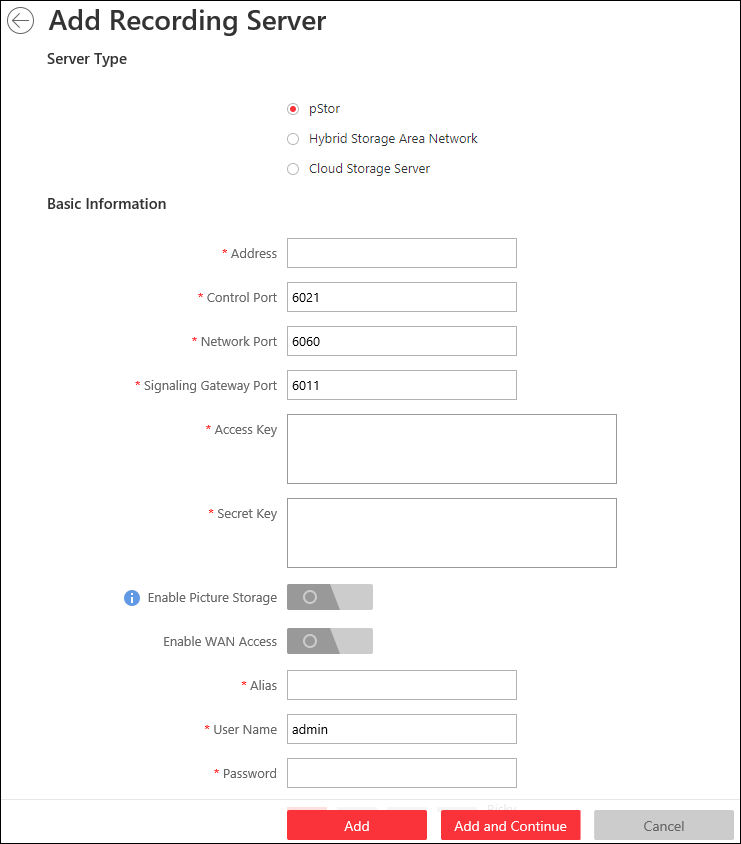 Add Recording Server
Server Type
pStor
Hybrid Storage Area Network
Cloud Storage Server
Basic Information
* Address
* Control Port 6021
* Network Port 6060
* Signaling Gateway Port 6011
* Access Key
* Secret Key
Enable Picture Storage
Enable WAN Access
* Alias
* User Name admin
* Password
Risky
Add Add and Continue Cancel